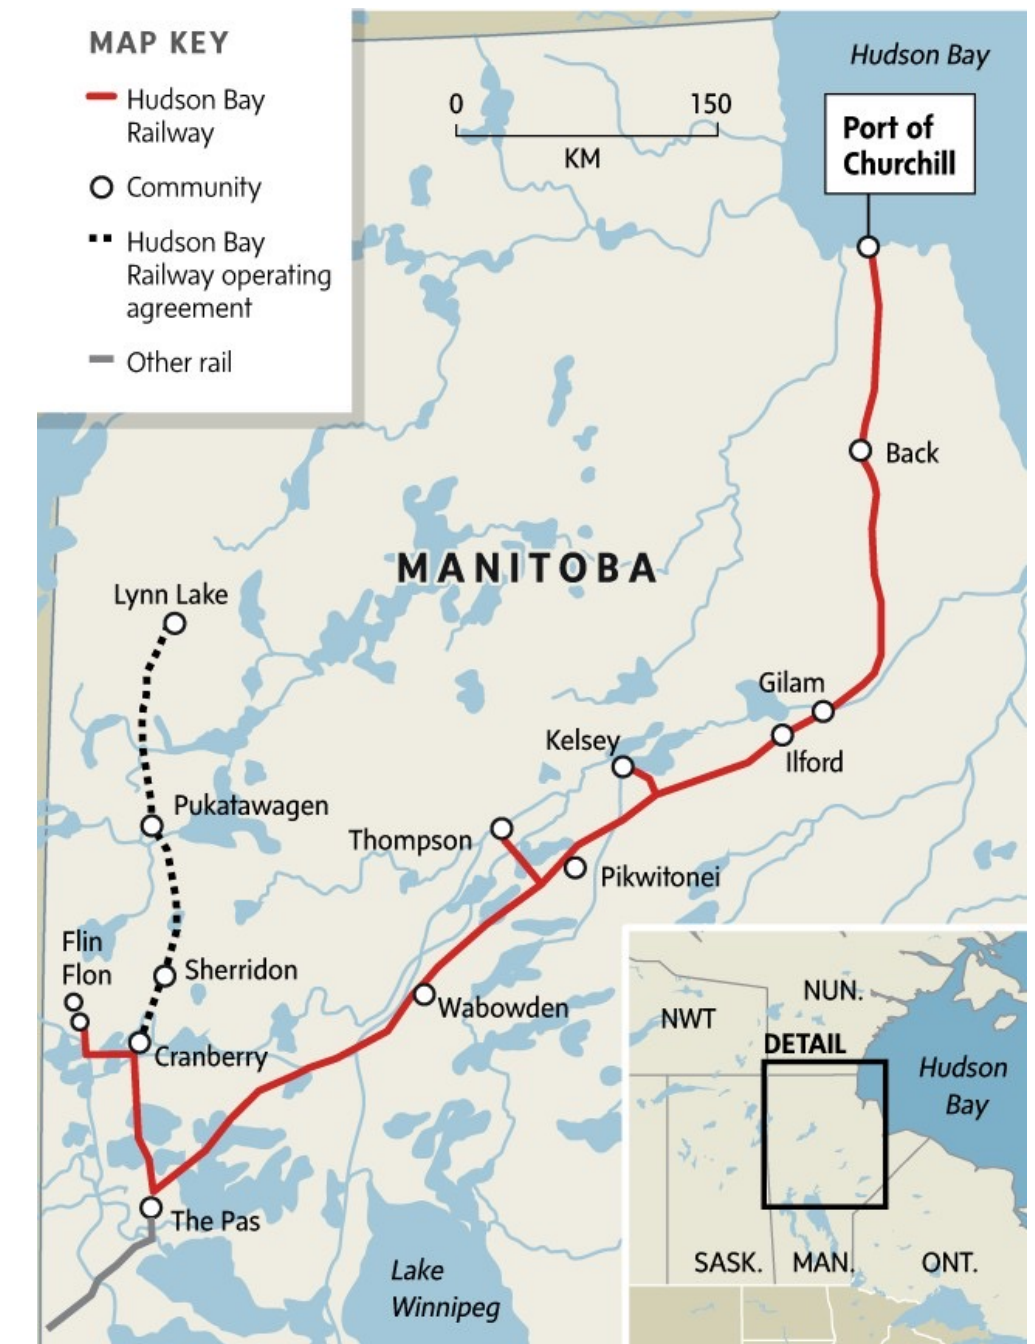 MAP KEY
Hudson Bay
Railway
Community
Hudson Bay
Railway operating
agreement
Other rail
0 150
KM
Hudson Bay
Port of
Churchill
Back
MANITOBA
Lynn Lake
Gilam
Kelsey
Ilford
Pukatawagen
Thompson
Pikwitonei
Flin
Flon
Sherridon
Wabowden
Cranberry
The Pas
Lake
Winnipeg
NUN.
NWT
DETAIL
Hudson
Bay
SASK. MAN. ONT.